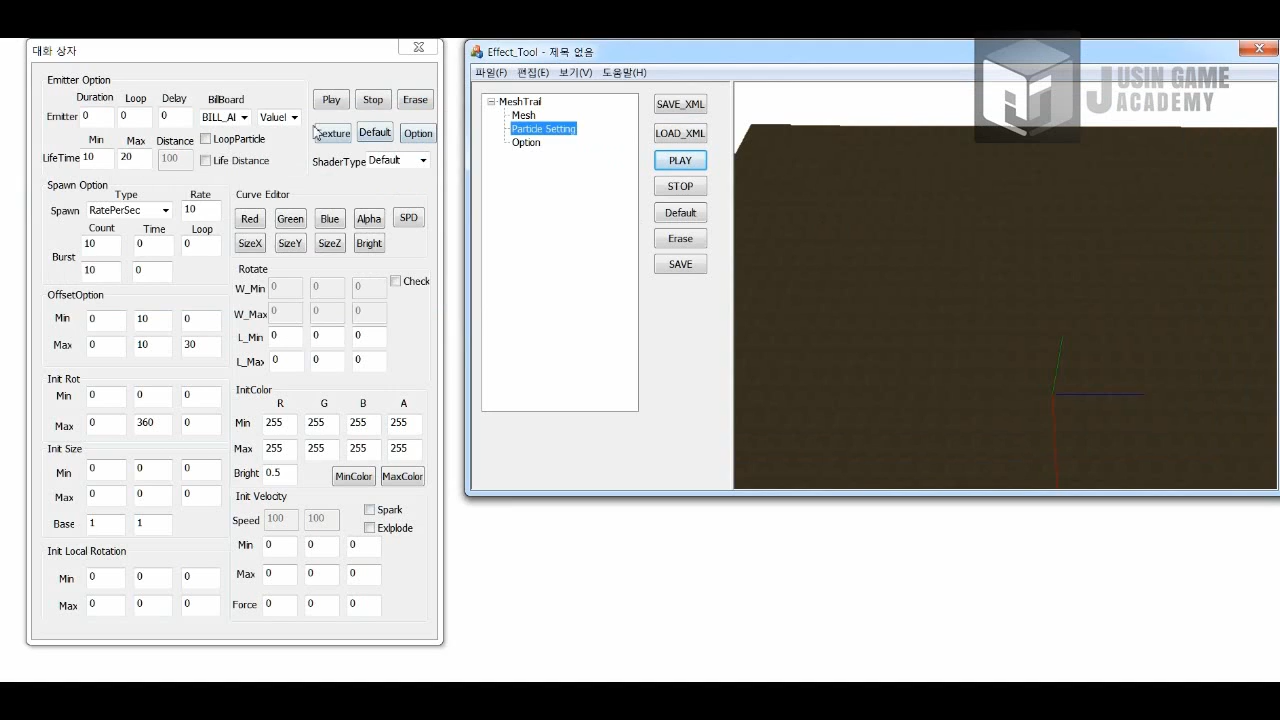 대화 상자
Emitter Option
Duration Loop Delay BillBoard
Emitter 0 0 0 BILL_Al Valuel
Play Stop Erase
Min Max Distance LoopParticle
Texture Default Option
LifeTime 10 20 100 Life Distance
ShaderType Default
Spawn Option
Type Rate
Spawn RatePerSec 10
Count Time Loop
10 0 0
Burst
10 0
OffsetOption
Min 0 10 0
Max 0 10 30
Init Rot
Min 0 0 0
Max 0 360 0
Init Size
Min 0 0 0
Max 0 0 0
Base 1 1
Init Local Rotation
Min 0 0 0
Max 0 0 0
Curve Editor
Red Green Blue Alpha SPD
SizeX SizeY SizeZ Bright
Rotate
W_Min 0 0 0 Check
W_Max 0 0 0
L_Min 0 0 0
L_Max 0 0 0
InitColor
R G B A
Min 255 255 255 255
Max 255 255 255 255
Bright 0.5 MinColor MaxColor
Init Velocity
Spark
Speed 100 100
Exlplode
Min 0 0 0
Max 0 0 0
Force 0 0 0
Effect_Tool - 제목 없음
파일(F) 편집(E) 보기(V) 도움말(H)
MeshTrail
Mesh
Particle Setting
Option
SAVE_XML
LOAD_XML
PLAY
STOP
Default
Erase
SAVE
JUSIN GAME
ACADEMY